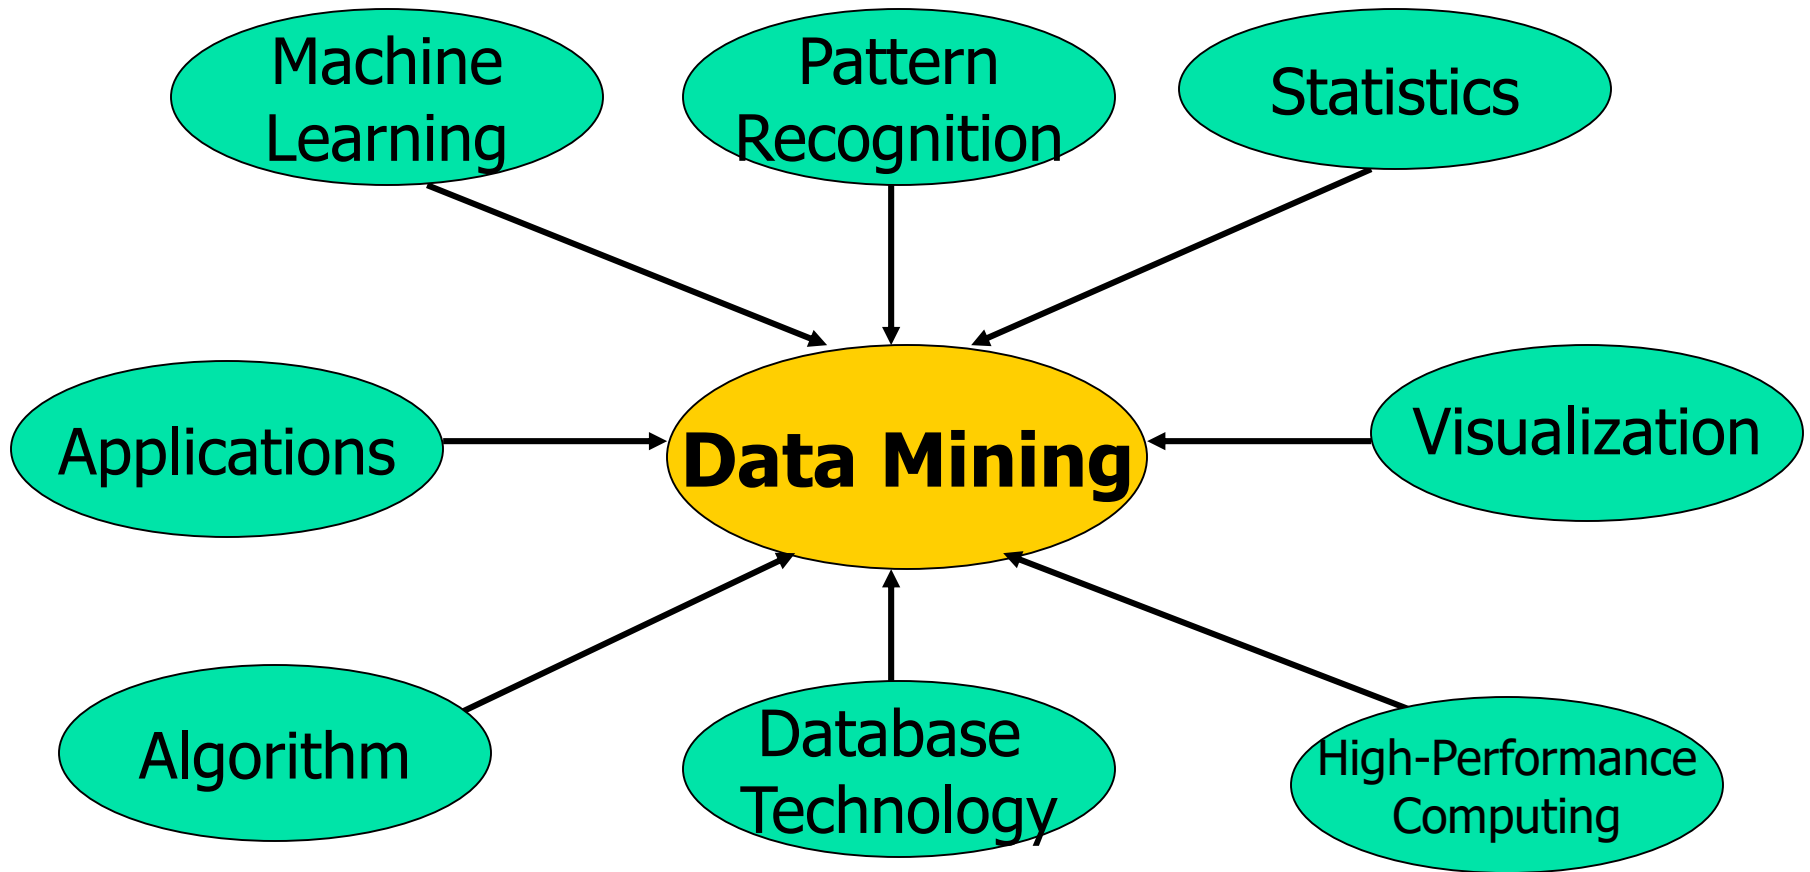 Machine
Learning
Pattern
Recognition
Statistics
Applications
Data Mining
Visualization
Algorithm
Database
Technology
High-Performance
Computing